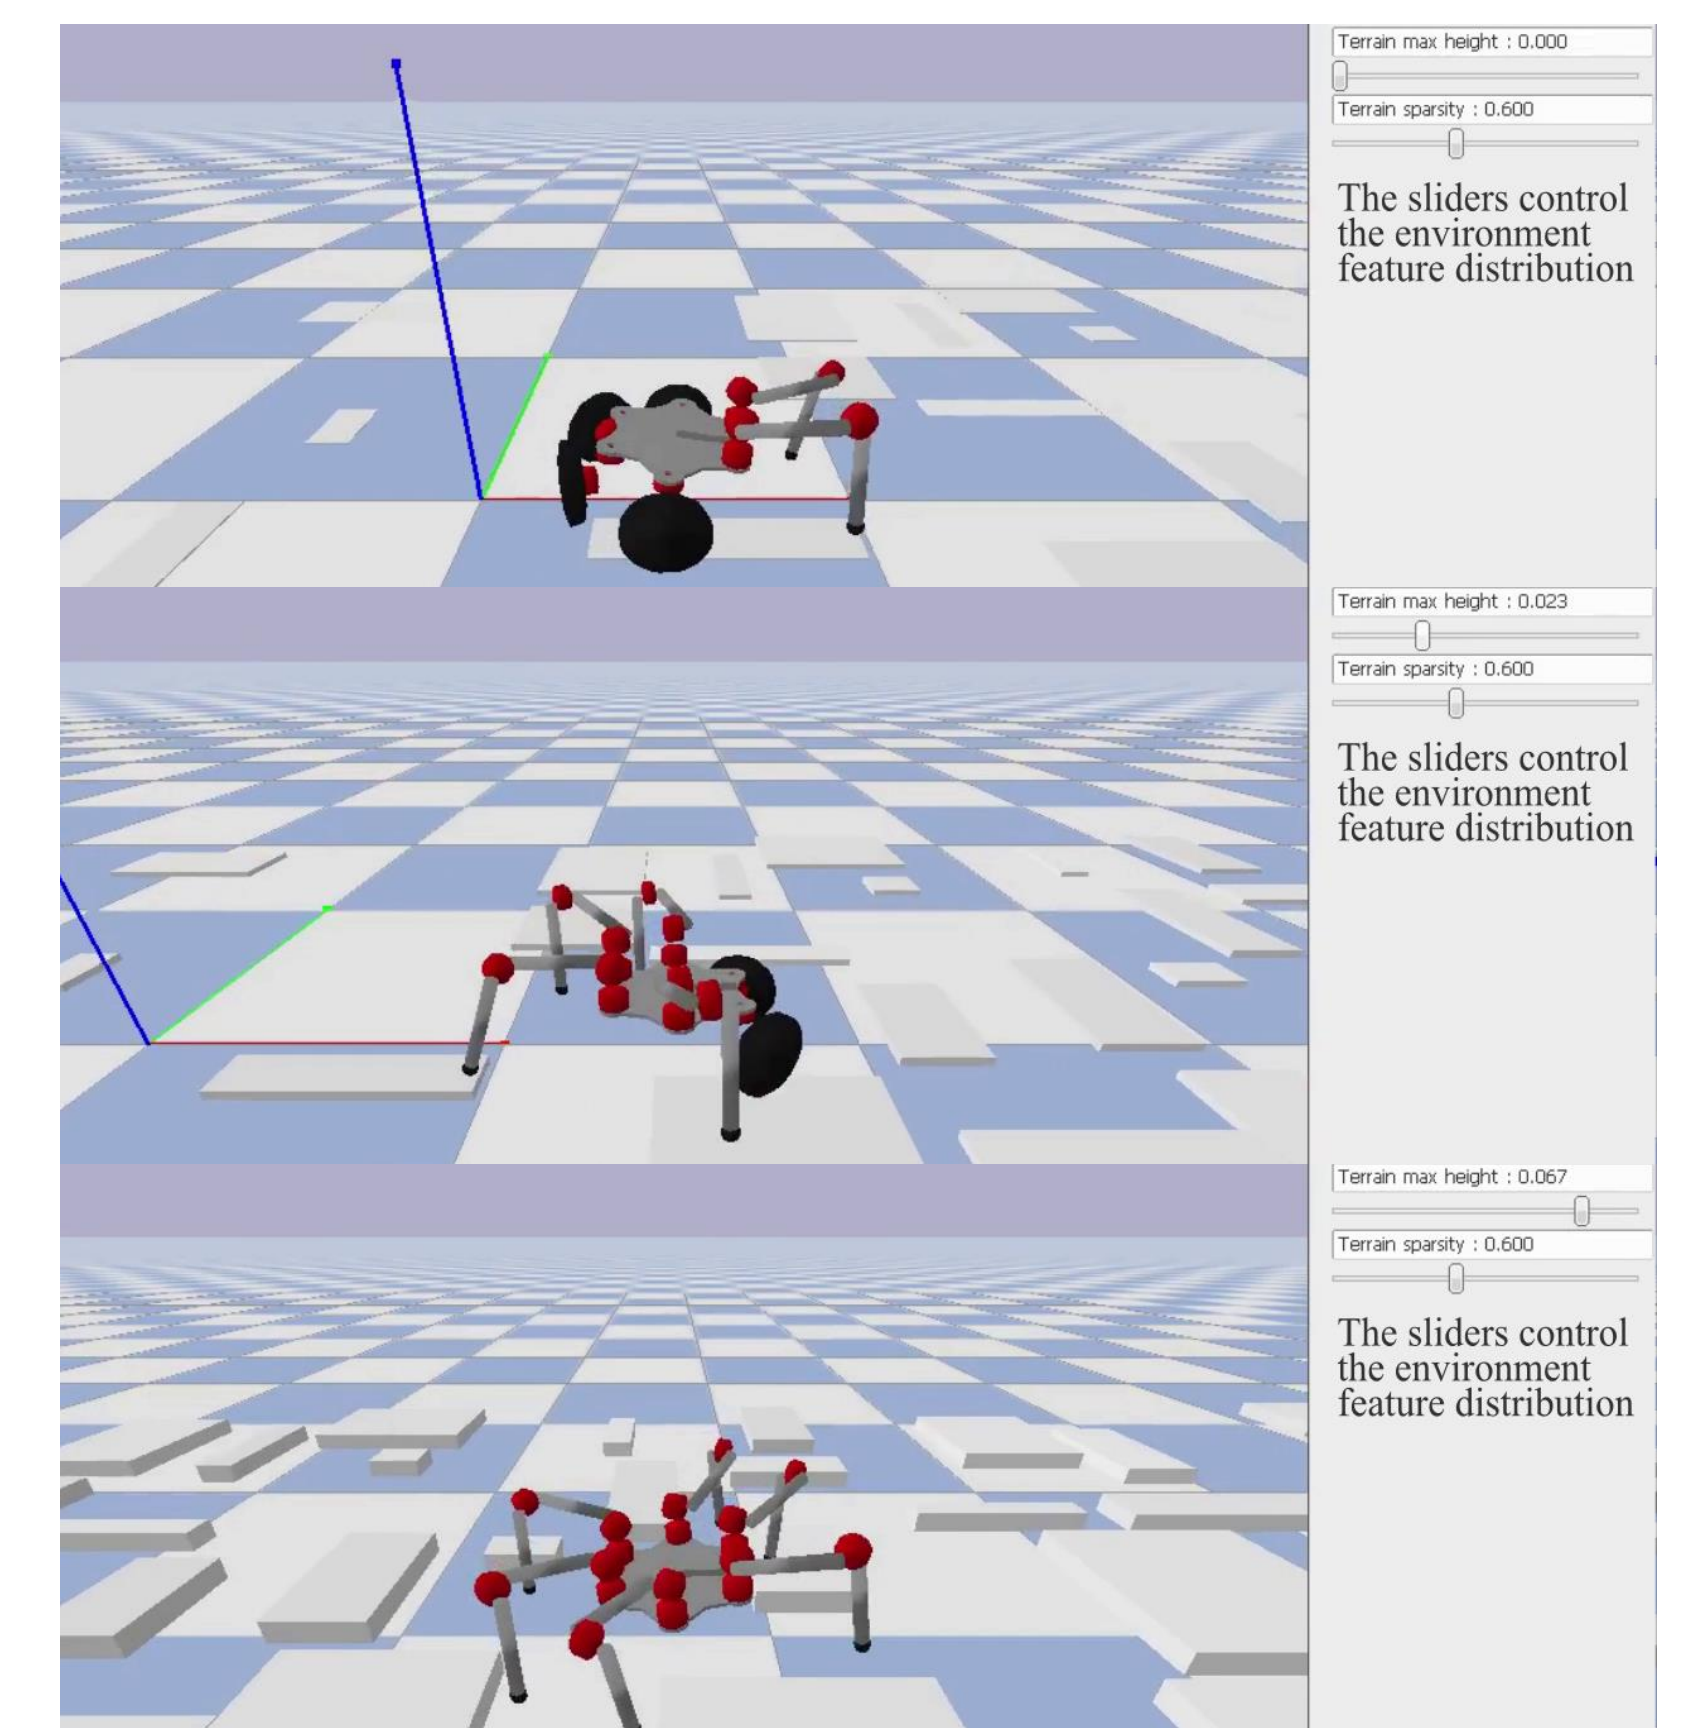 Terrain max height : 0.000
Terrain sparsity : 0.600
The sliders control
the environment
feature distribution
Terrain max height : 0.023
Terrain sparsity : 0.600
The sliders control
the environment
feature distribution
Terrain max height : 0.067
Terrain sparsity : 0.600
The sliders control
the environment
feature distribution